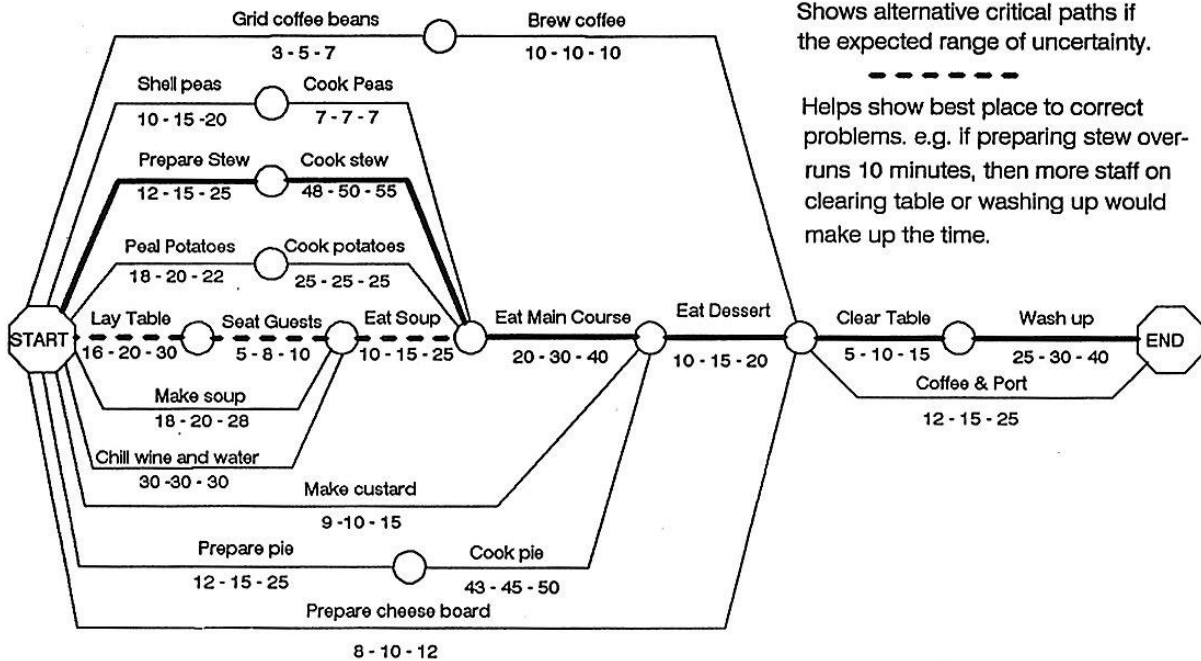 Grid coffee beans
3 - 5 - 7
Brew coffee
10 - 10 - 10
Shows alternative critical paths if
the expected range of uncertainty.
Helps show best place to correct
problems. e.g. if preparing stew over-
runs 10 minutes, then more staff on
clearing table or washing up would
make up the time.
Shell peas
10 - 15 -20
Cook Peas
7 - 7 - 7
Prepare Stew
12 - 15 - 25
Cook stew
48 - 50 - 55
Peal Potatoes
18 - 20 - 22
Cook potatoes
25 - 25 - 25
START
Lay Table
16 - 20 - 30
Seat Guests
5 - 8 - 10
Eat Soup
10 - 15 - 25
Eat Main Course
20 - 30 - 40
Eat Dessert
10 - 15 - 20
Clear Table
5 - 10 - 15
Wash up
25 - 30 - 40
END
Coffee & Port
12 - 15 - 25
Make soup
18 - 20 - 28
Chill wine and water
30 -30 - 30
Make custard
9 -10 - 15
Prepare pie
12 - 15 - 25
Cook pie
43 - 45 - 50
Prepare cheese board
8 - 10 - 12